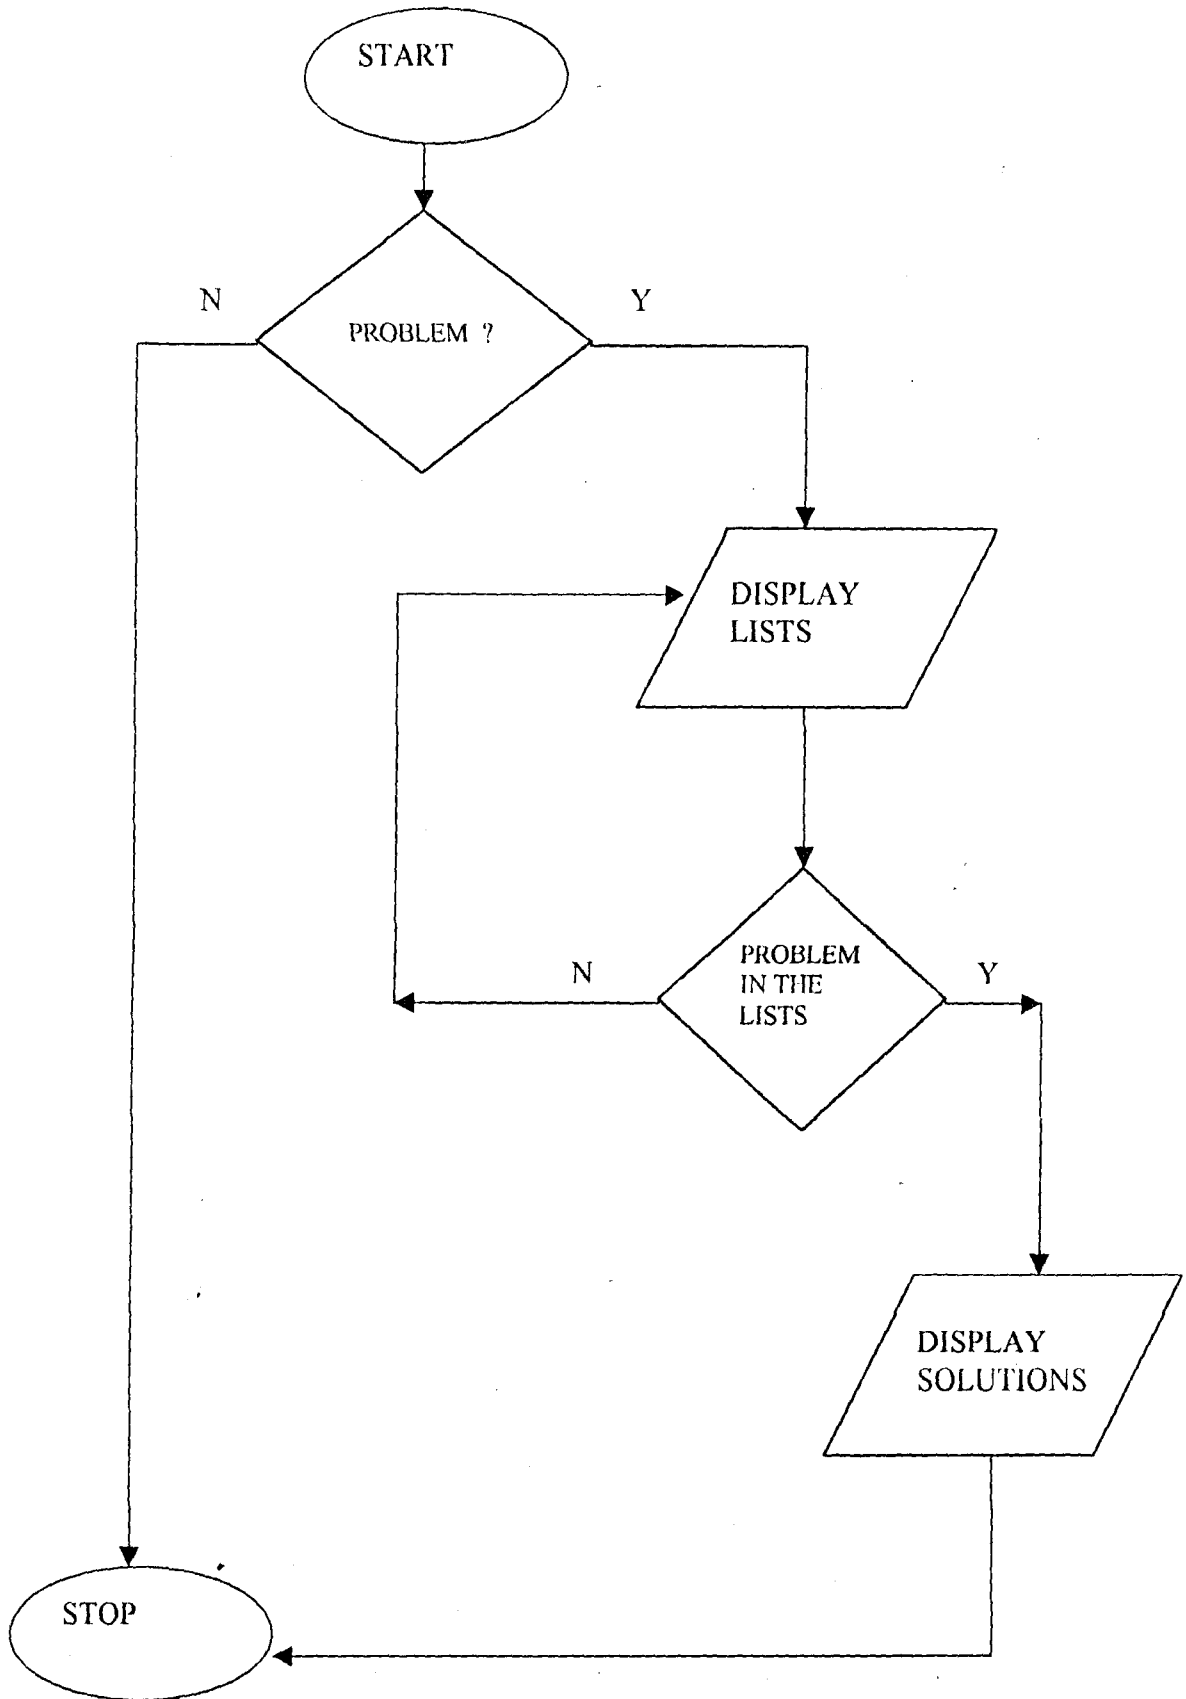 START
N
Y
PROBLEM ?
DISPLAY
LISTS
N
PROBLEM
IN THE
LISTS
Y
DISPLAY
SOLUTIONS
STOP